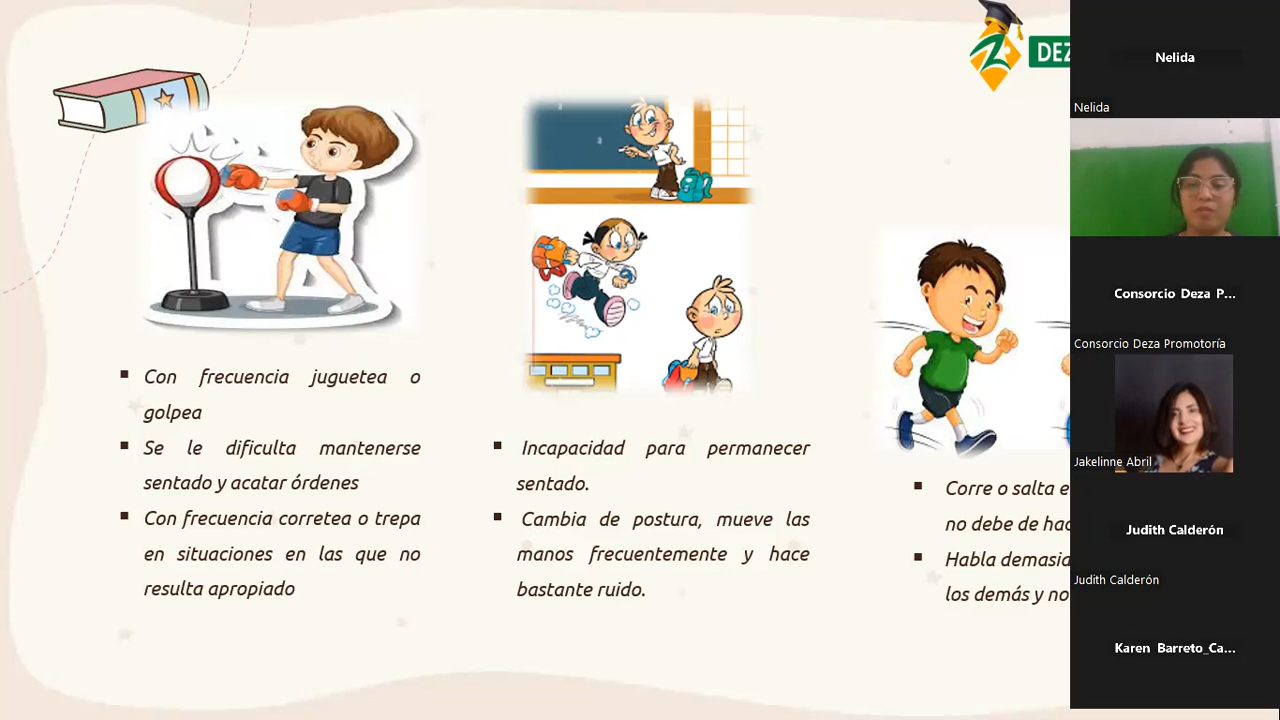 DEZ
Con frecuencia juguetea o
golpea
Se le dificulta mantenerse
sentado y acatar órdenes
Con frecuencia corretea o trepa
en situaciones en las que no
resulta apropiado
Incapacidad para permanecer
sentado.
Cambia de postura, mueve las
manos frecuentemente y hace
bastante ruido.
Corre o salta e
no debe de hac
Habla demasia
los demás y no
Nelida
Nelida
Consorcio Deza P...
Consorcio Deza Promotoría
Jakelinne Abril
Judith Calderón
Judith Calderón
Karen Barreto_Ca...